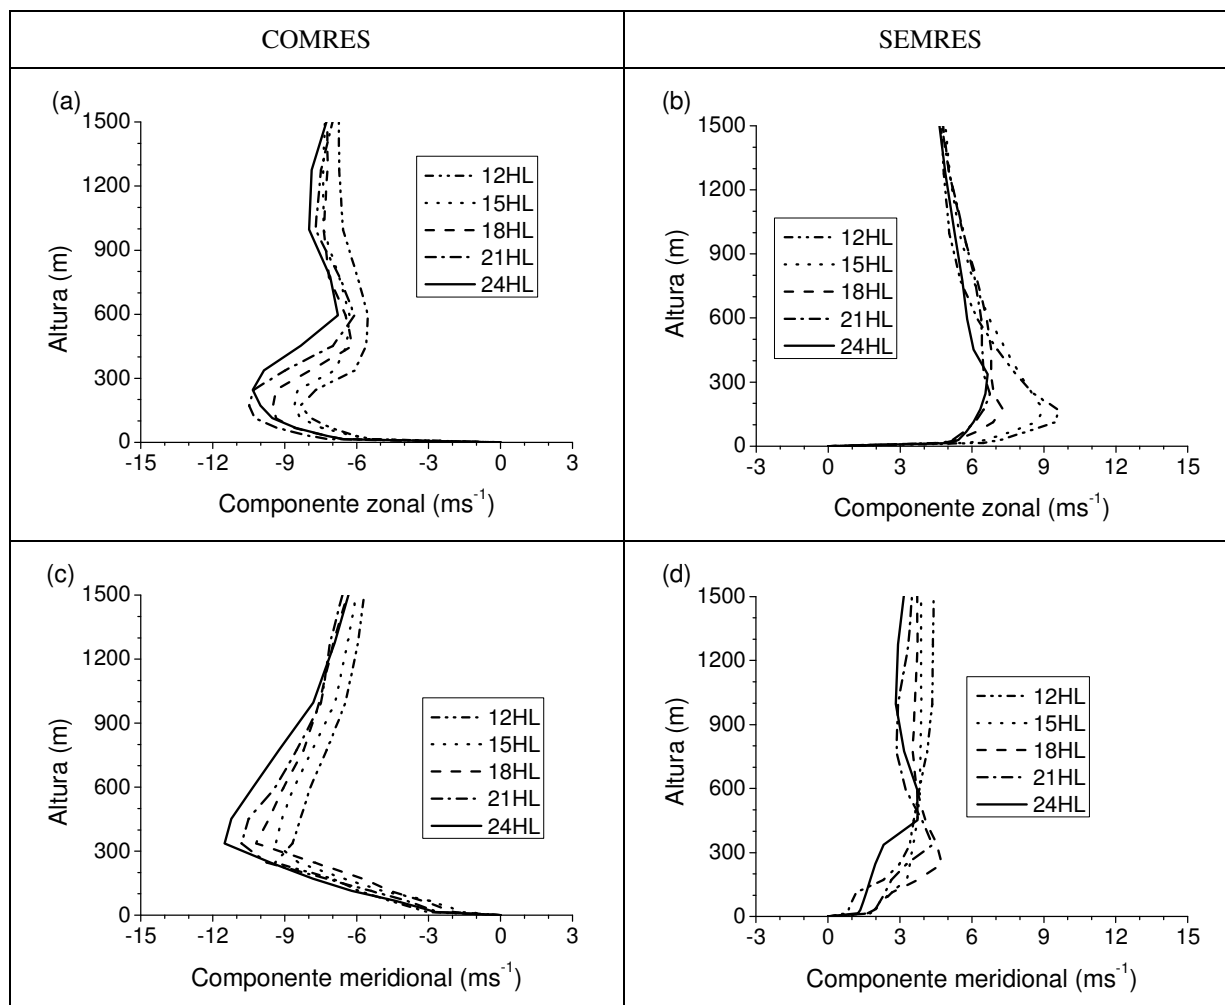 COMRES
SEMRES
(a)
1500
1200
900
600
300
0
-15 -12 -9 -6 -3 0 3
Altura (m)
Componente zonal (ms-1)
12HL
15HL
18HL
21HL
24HL
(b)
1500
1200
900
600
300
0
-3 0 3 6 9 12 15
Altura (m)
Componente zonal (ms-1)
12HL
15HL
18HL
21HL
24HL
(c)
1500
1200
900
600
300
0
-15 -12 -9 -6 -3 0 3
Altura (m)
Componente meridional (ms-1)
12HL
15HL
18HL
21HL
24HL
(d)
1500
1200
900
600
300
0
-3 0 3 6 9 12 15
Altura (m)
Componente meridional (ms-1)
12HL
15HL
18HL
21HL
24HL